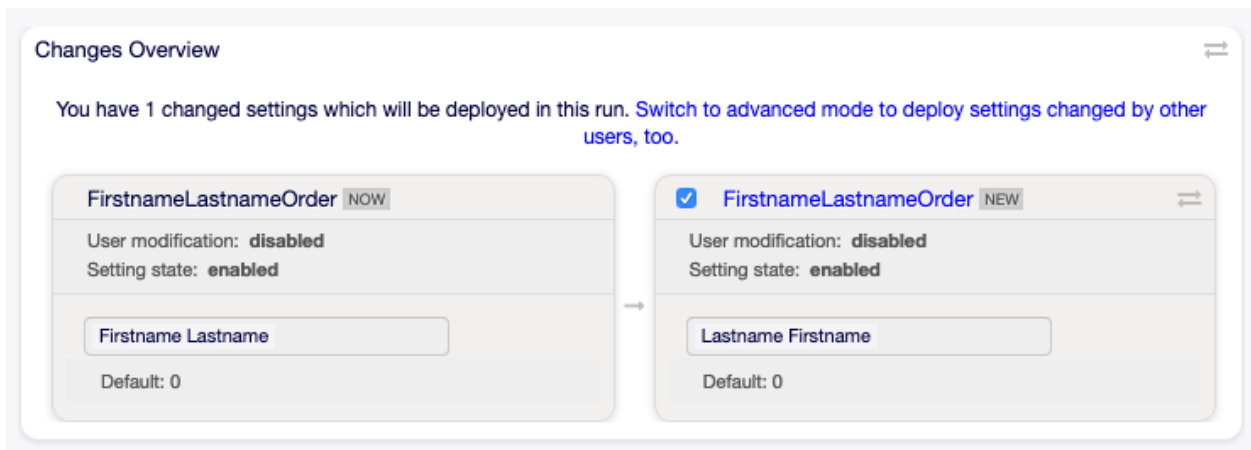 Changes Overview
You have 1 changed settings which will be deployed in this run. Switch to advanced mode to deploy settings changed by other
users, too.
FirstnameLastnameOrder NOW
User modification: disabled
Setting state: enabled
Firstname Lastname
Default: 0
FirstnameLastnameOrder NEW
User modification: disabled
Setting state: enabled
Lastname Firstname
Default: 0